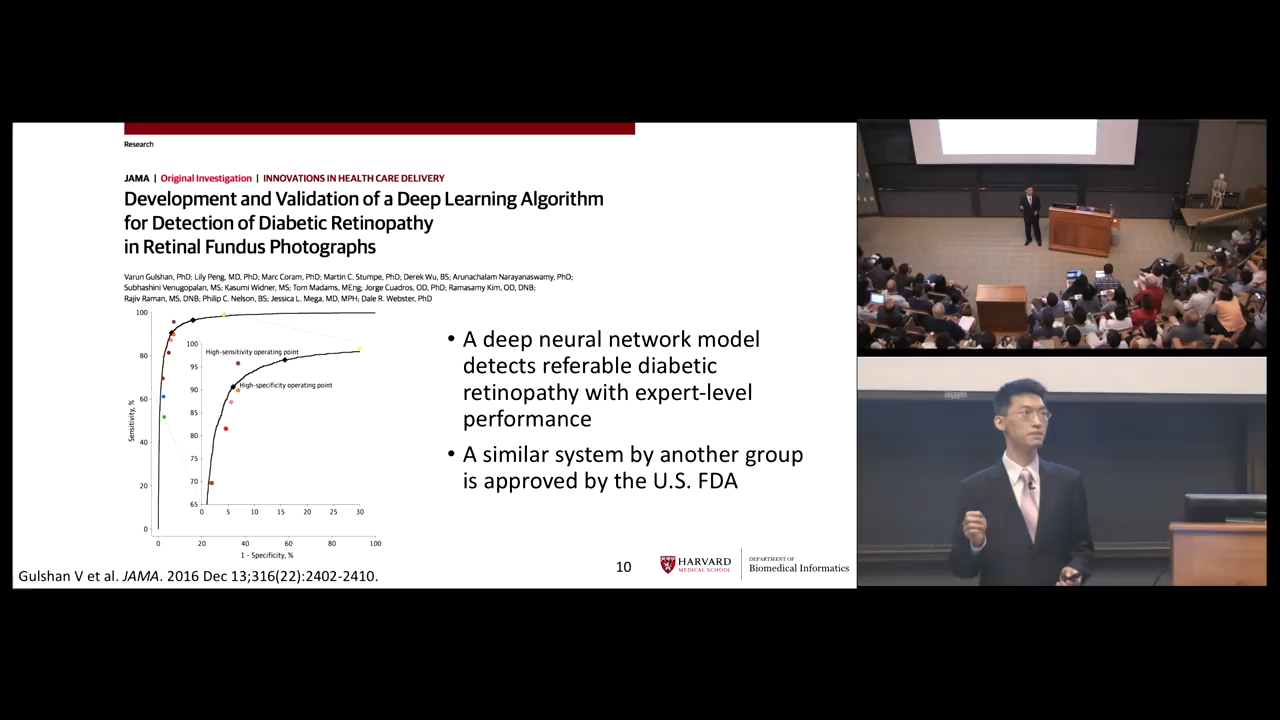 Research
JAMA | Original Investigation | INNOVATIONS IN HEALTH CARE DELIVERY
Development and Validation of a Deep Learning Algorithm
for Detection of Diabetic Retinopathy
in Retinal Fundus Photographs
Varun Gulshan, PhD; Lily Peng, MD, PhD; Marc Coram, PhD; Martin C. Stumpe, PhD; Derek Wu, BS; Arunachalam Narayanaswamy, PhD;
Subhashini Venugopalan, MS; Kasumi Widner, MS; Tom Madams, MEng; Jorge Cuadros, OD, PhD; Ramasamy Kim, OD, DNB;
Rajiv Raman, MS, DNB; Philip C. Nelson, BS; Jessica L. Mega, MD, MPH; Dale R. Webster, PhD
100
80
60
40
20
0
Sensitivity, %
0 20 40 60 80 100
1 - Specificity, %
100
95
90
85
80
75
70
65
0 5 10 15 20 25 30
High-sensitivity operating point
High-specificity operating point
• A deep neural network model
detects referable diabetic
retinopathy with expert-level
performance
• A similar system by another group
is approved by the U.S. FDA
Gulshan V et al. JAMA. 2016 Dec 13;316(22):2402-2410.
10
HARVARD
MEDICAL SCHOOL
DEPARTMENT OF
Biomedical Informatics